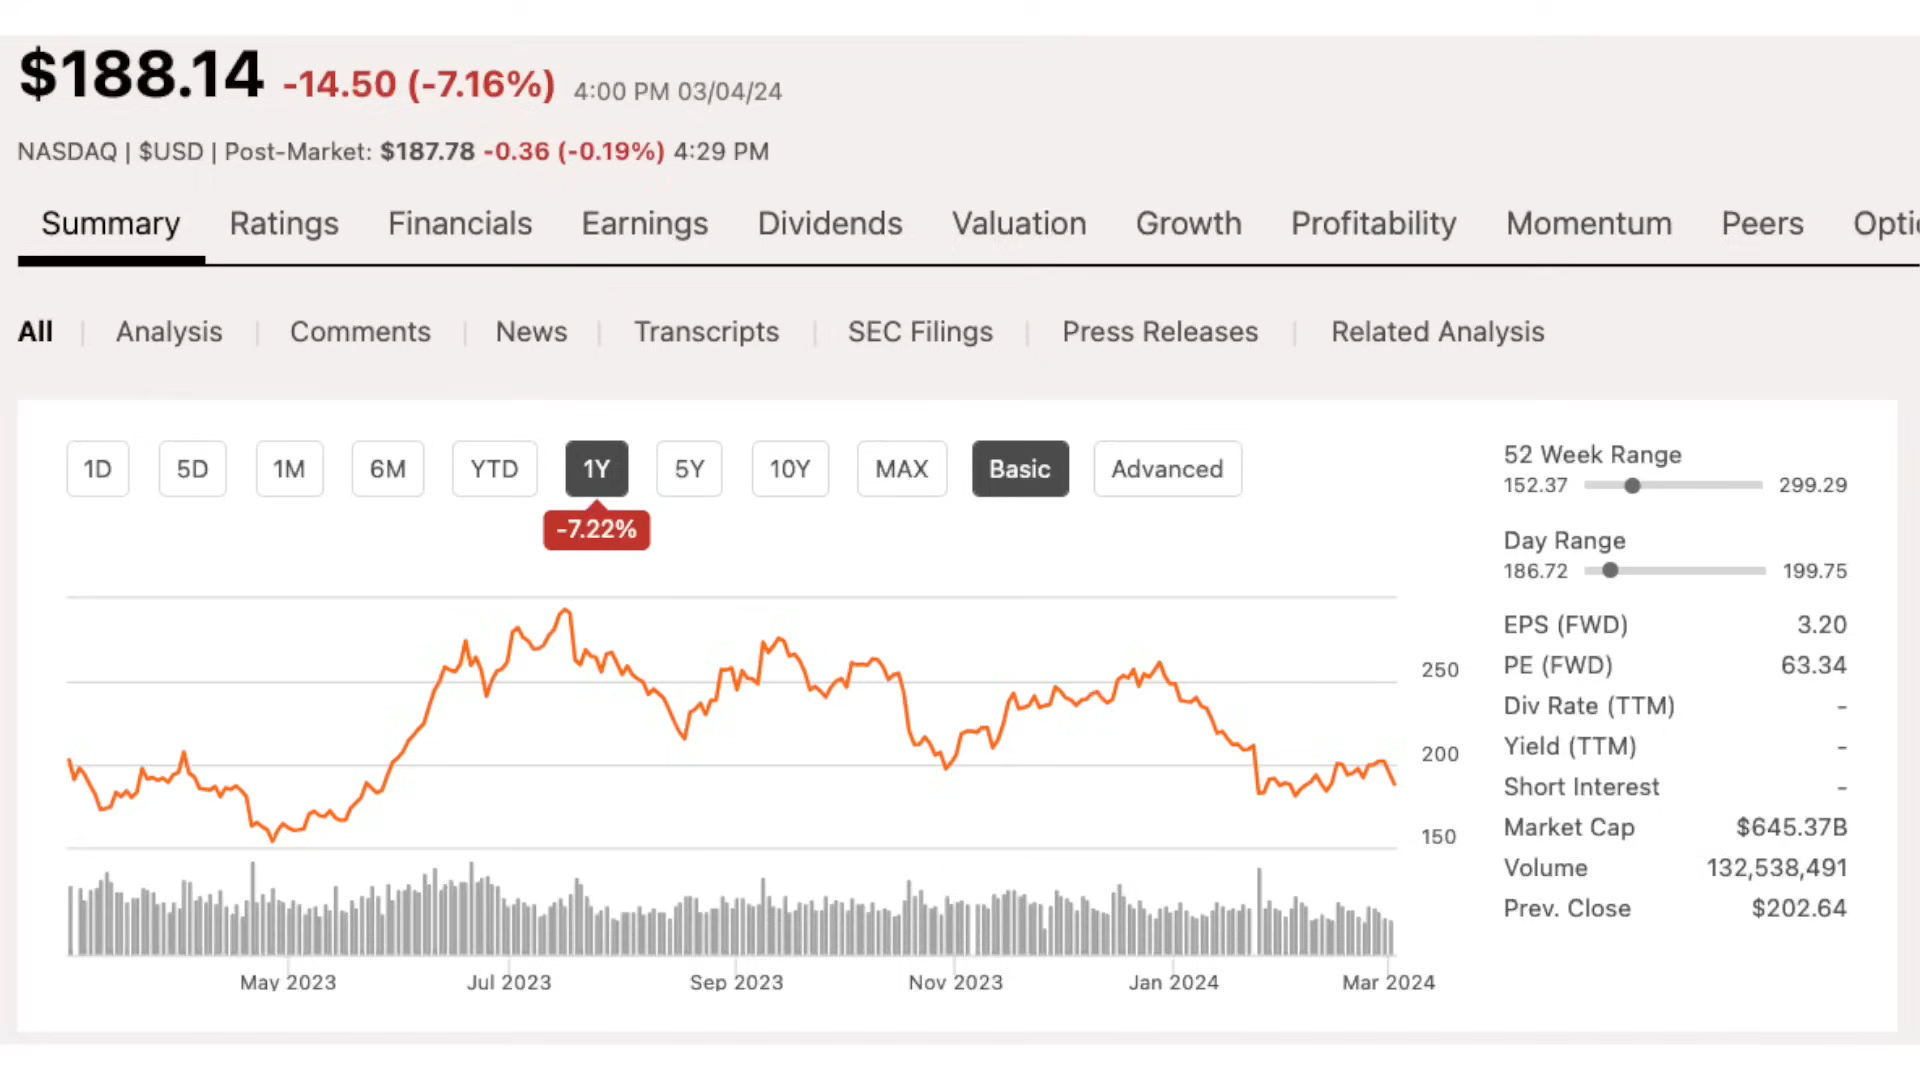 $188.14 -14.50 (-7.16%) 4:00 PM 03/04/24
NASDAQ | $USD | Post-Market: $187.78 -0.36 (-0.19%) 4:29 PM
Summary Ratings Financials Earnings Dividends Valuation Growth Profitability Momentum Peers Optic
All | Analysis | Comments | News | Transcripts | SEC Filings | Press Releases | Related Analysis
1D 5D 1M 6M YTD 1Y 5Y 10Y MAX Basic Advanced
-7.22%
250
200
150
May 2023 Jul 2023 Sep 2023 Nov 2023 Jan 2024 Mar 2024
52 Week Range
152.37 299.29
Day Range
186.72 199.75
EPS (FWD) 3.20
PE (FWD) 63.34
Div Rate (TTM) -
Yield (TTM) -
Short Interest -
Market Cap $645.37B
Volume 132,538,491
Prev. Close $202.64